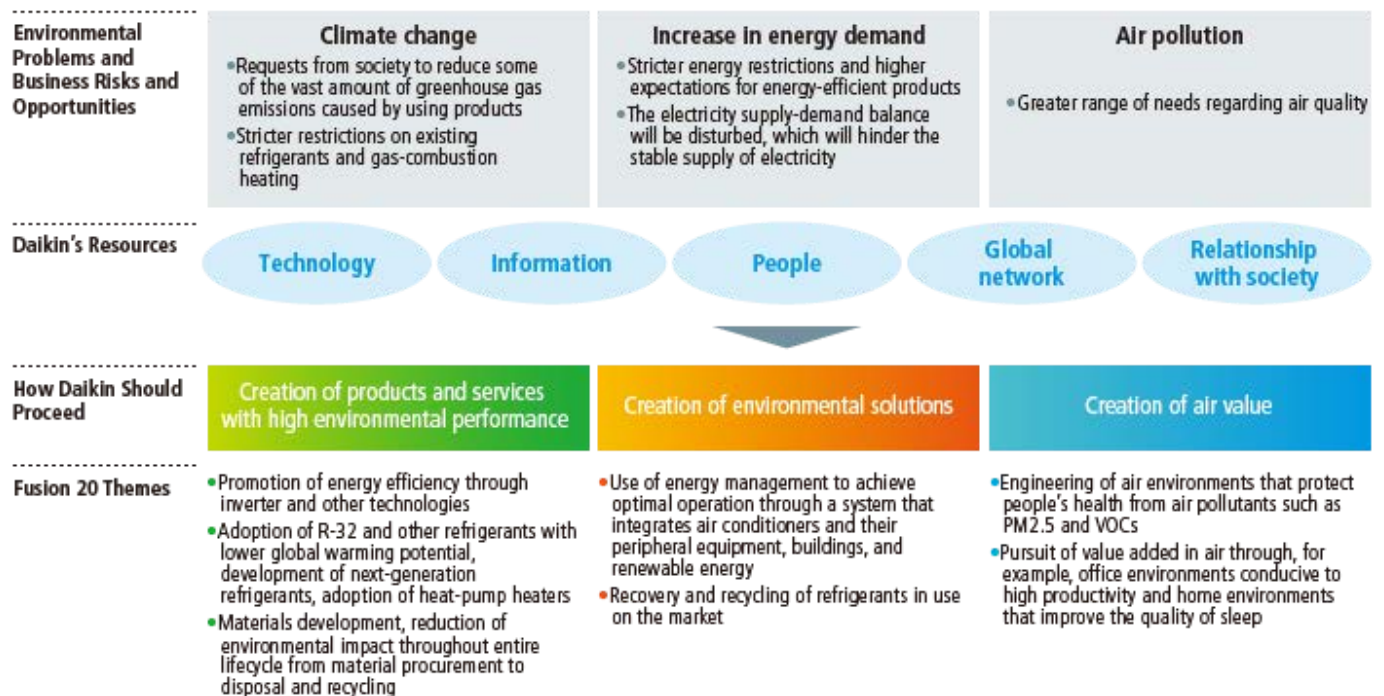 Environmental
Problems and
Business Risks and
Opportunities
Climate change
•Requests from society to reduce some
of the vast amount of greenhouse gas
emissions caused by using products
•Stricter restrictions on existing
refrigerants and gas-combustion
heating
Increase in energy demand
•Stricter energy restrictions and higher
expectations for energy-efficient products
•The electricity supply-demand balance
will be disturbed, which will hinder the
stable supply of electricity
Air pollution
•Greater range of needs regarding air quality
Daikin's Resources
Technology
Information
People
Global
network
Relationship
with society
How Daikin Should
Proceed
Creation of products and services
with high environmental performance
Creation of environmental solutions
Creation of air value
Fusion 20 Themes
•Promotion of energy efficiency through
inverter and other technologies
•Adoption of R-32 and other refrigerants with
lower global warming potential,
development of next-generation
refrigerants, adoption of heat-pump heaters
•Materials development, reduction of
environmental impact throughout entire
lifecycle from material procurement to
disposal and recycling
•Use of energy management to achieve
optimal operation through a system that
integrates air conditioners and their
peripheral equipment, buildings, and
renewable energy
•Recovery and recycling of refrigerants in use
on the market
•Engineering of air environments that protect
people's health from air pollutants such as
PM2.5 and VOCs
•Pursuit of value added in air through, for
example, office environments conducive to
high productivity and home environments
that improve the quality of sleep